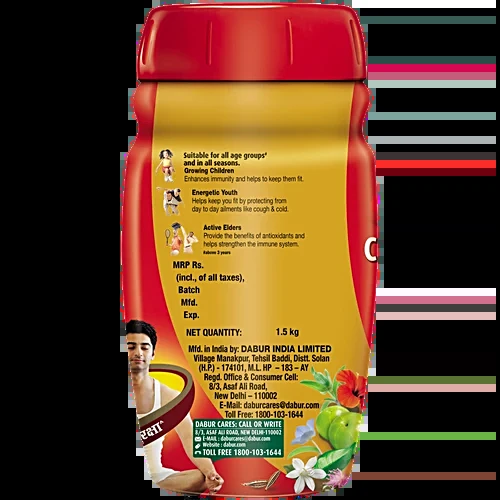 Suitable for all age groups#
and in all seasons.
Growing Children
Enhances immunity and helps to keep them fit.
Energetic Youth
Helps keep you fit by protecting from
day to day ailments like cough & cold.
Active Elders
Provide the benefits of antioxidants and
helps strengthen the immune system.
#above 3 years
MRP Rs.
(incl., of all taxes),
Batch
Mfd.
Exp.
NET QUANTITY: 1.5 kg
Mfd. in India by: DABUR INDIA LIMITED
Village Manakpur, Tehsil Baddi, Distt. Solan
(H.P.) - 174101, M.L. HP – 183 – AY
Regd. Office & Consumer Cell:
8/3, Asaf Ali Road,
New Delhi – 110002
E-Mail: daburcares@dabur.com
Toll Free: 1800-103-1644
DABUR CARES: CALL OR WRITE
8/3, ASAF ALI ROAD, NEW DELHI-110002
E-MAIL : daburcares@dabur.com
Website : dabur.com
TOLL FREE 1800-103-1644
C